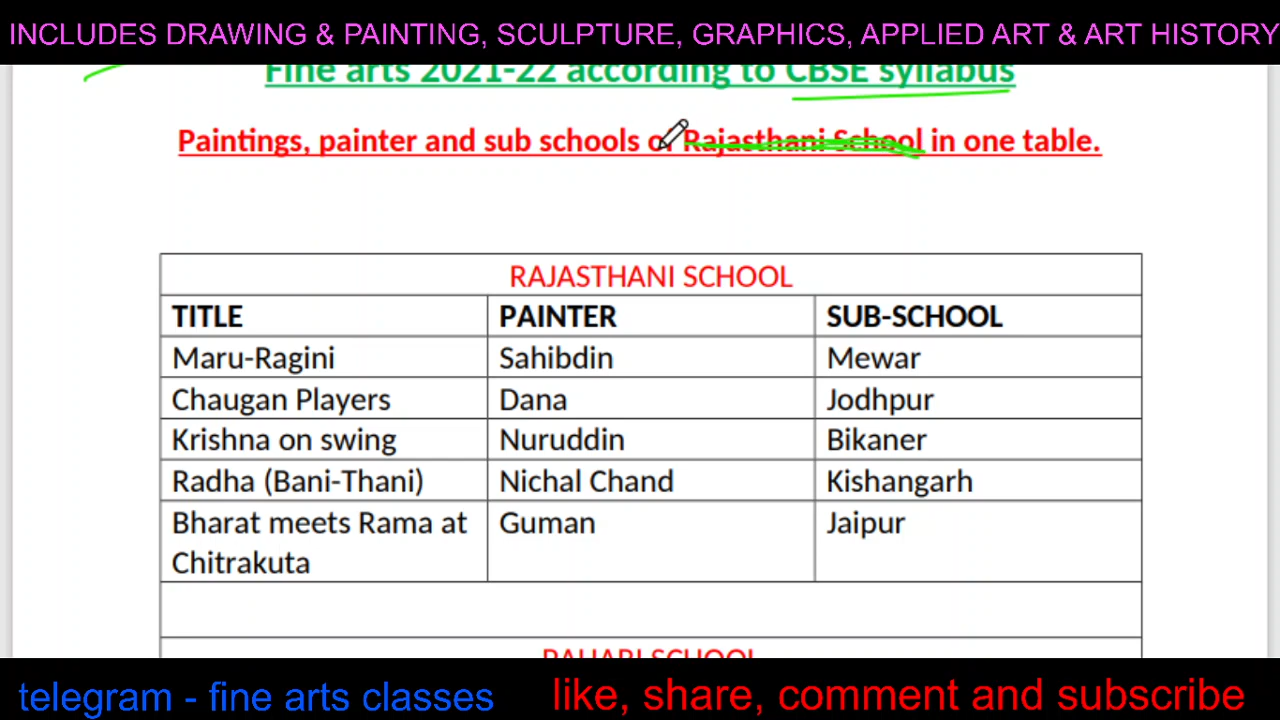 INCLUDES DRAWING & PAINTING, SCULPTURE, GRAPHICS, APPLIED ART & ART HISTORY
Fine arts 2021-22 according to CBSE syllabus
Paintings, painter and sub schools of Rajasthani School in one table.
RAJASTHANI SCHOOL
TITLE PAINTER SUB-SCHOOL
Maru-Ragini Sahibdin Mewar
Chaugan Players Dana Jodhpur
Krishna on swing Nuruddin Bikaner
Radha (Bani-Thani) Nichal Chand Kishangarh
Bharat meets Rama at Guman Jaipur
Chitrakuta
PAHARI SCHOOL
telegram - fine arts classes like, share, comment and subscribe